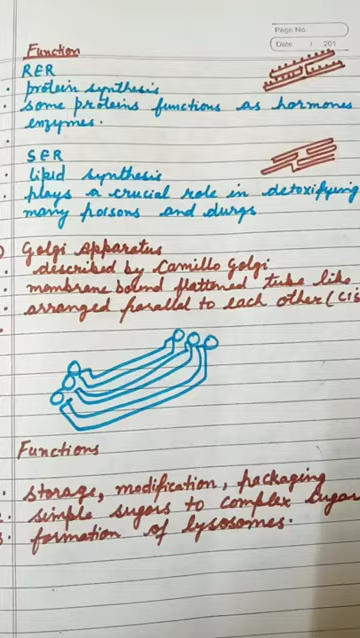 Page No.
Date / 201
Function
RER
• protein synthesis
• some proteins functions as hormones
enzymes.
SER
• lipid synthesis
• plays a crucial role in detoxifying
many poisons and durgs
Golgi Apparatus
• described by Camillo Golgi
• membrane bound flattened tube like
• arranged parallel to each other (cis
Functions
• storage, modification, packaging
simple sugars to complex sugar
formation of lysosomes.